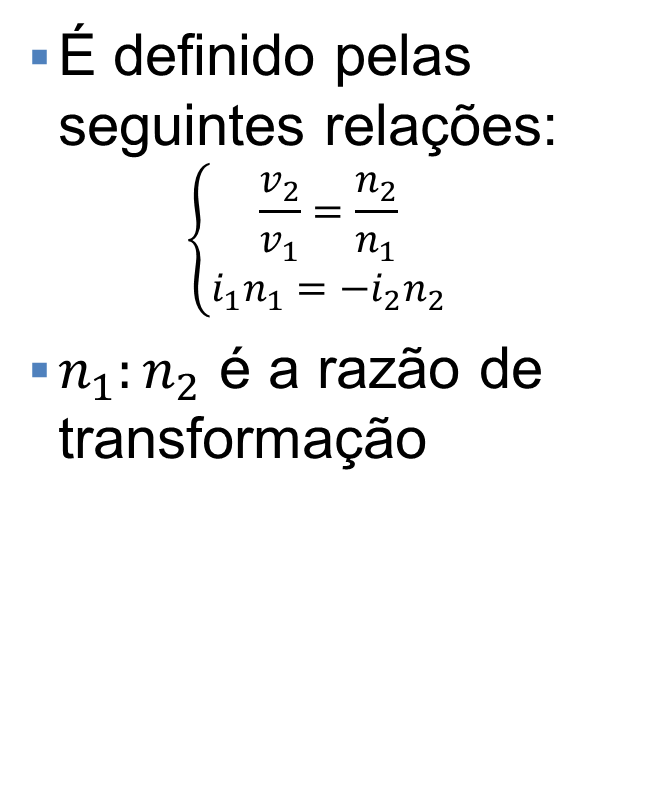 ▪ É definido pelas
seguintes relações:
v₂/v₁ = n₂/n₁
i₁n₁ = −i₂n₂
▪ n₁: n₂ é a razão de
transformação